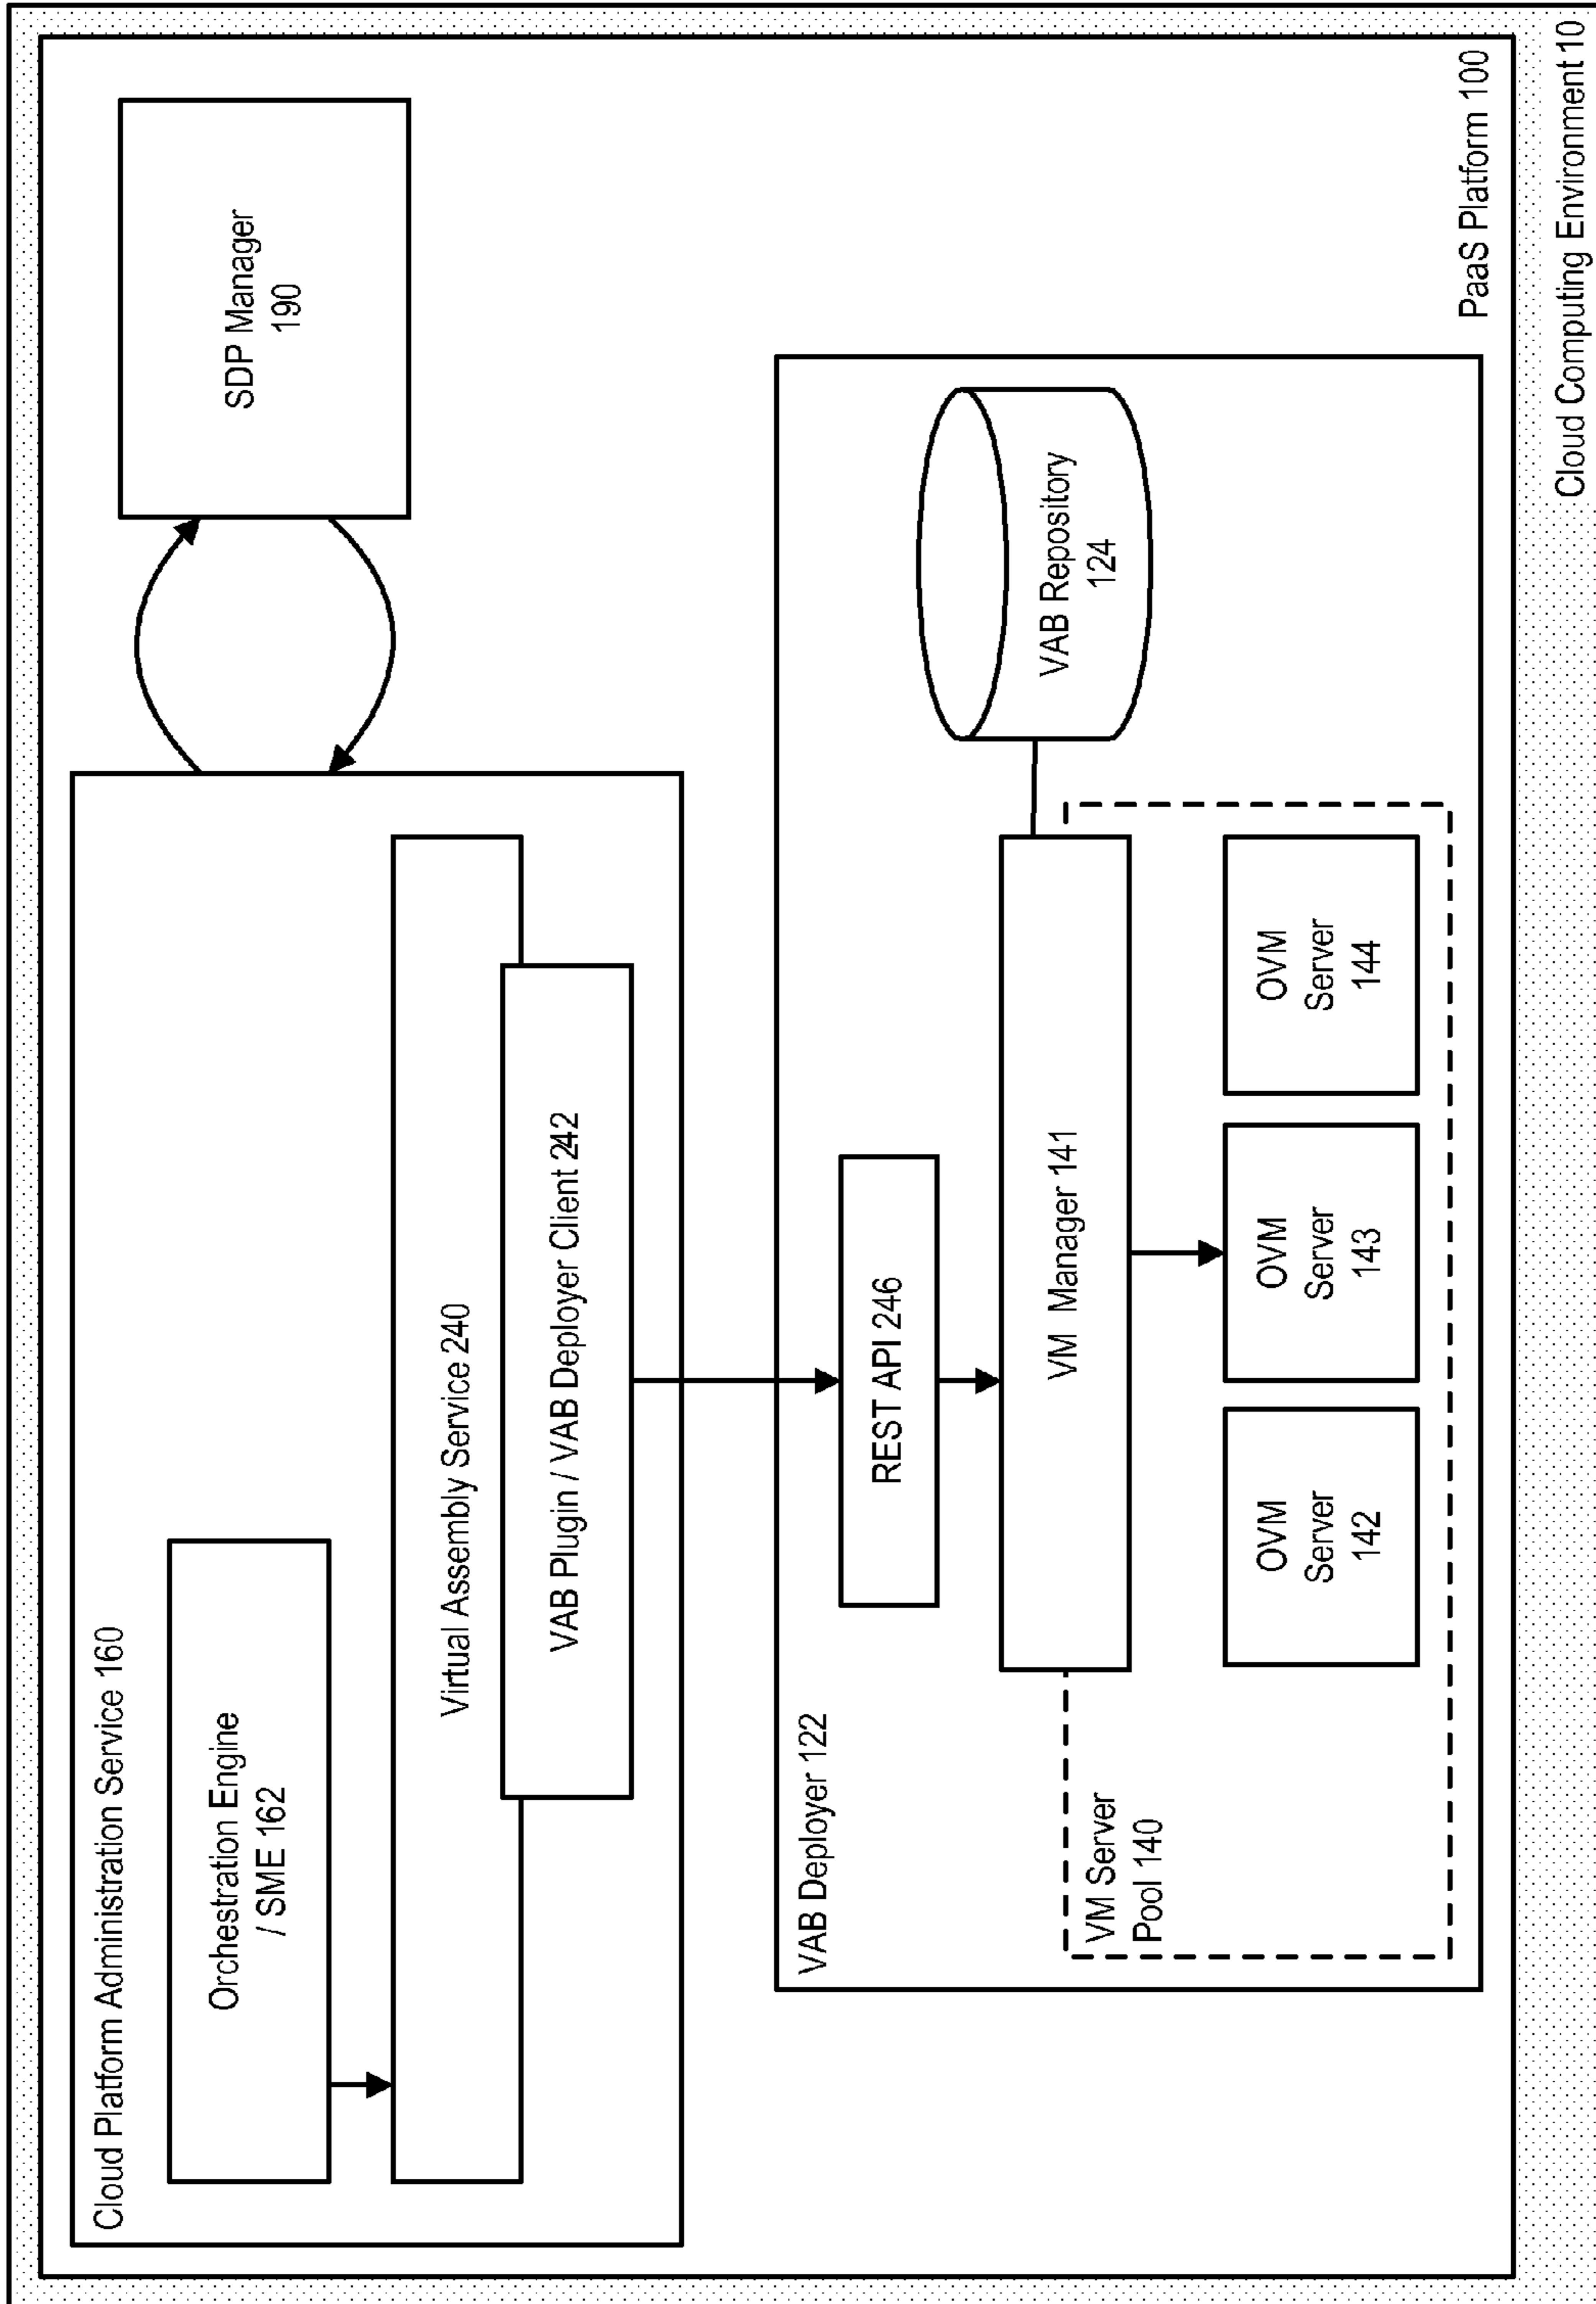 Cloud Platform Administration Service 160
Orchestration Engine
/ SME 162
SDP Manager
190
Virtual Assembly Service 240
VAB Plugin / VAB Deployer Client 242
VAB Deployer 122
REST API 246
VAB Repository
124
VM Server
Pool 140
VM Manager 141
OVM
Server
142
OVM
Server
143
OVM
Server
144
PaaS Platform 100
Cloud Computing Environment 10